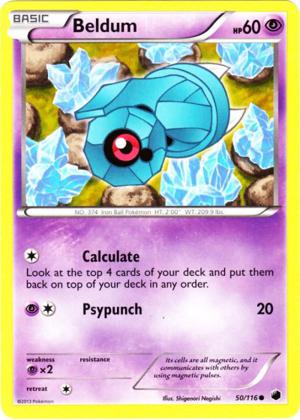 BASIC
Beldum
HP60
NO. 374 Iron Ball Pokémon HT. 2'00" WT. 209.9 lbs.
Calculate
Look at the top 4 cards of your deck and put them
back on top of your deck in any order.
Psypunch 20
weakness
×2
resistance
retreat
Its cells are all magnetic, and it
communicates with others by
using magnetic pulses.
Illus. Shigenori Negishi
50/116
©2013 Pokémon